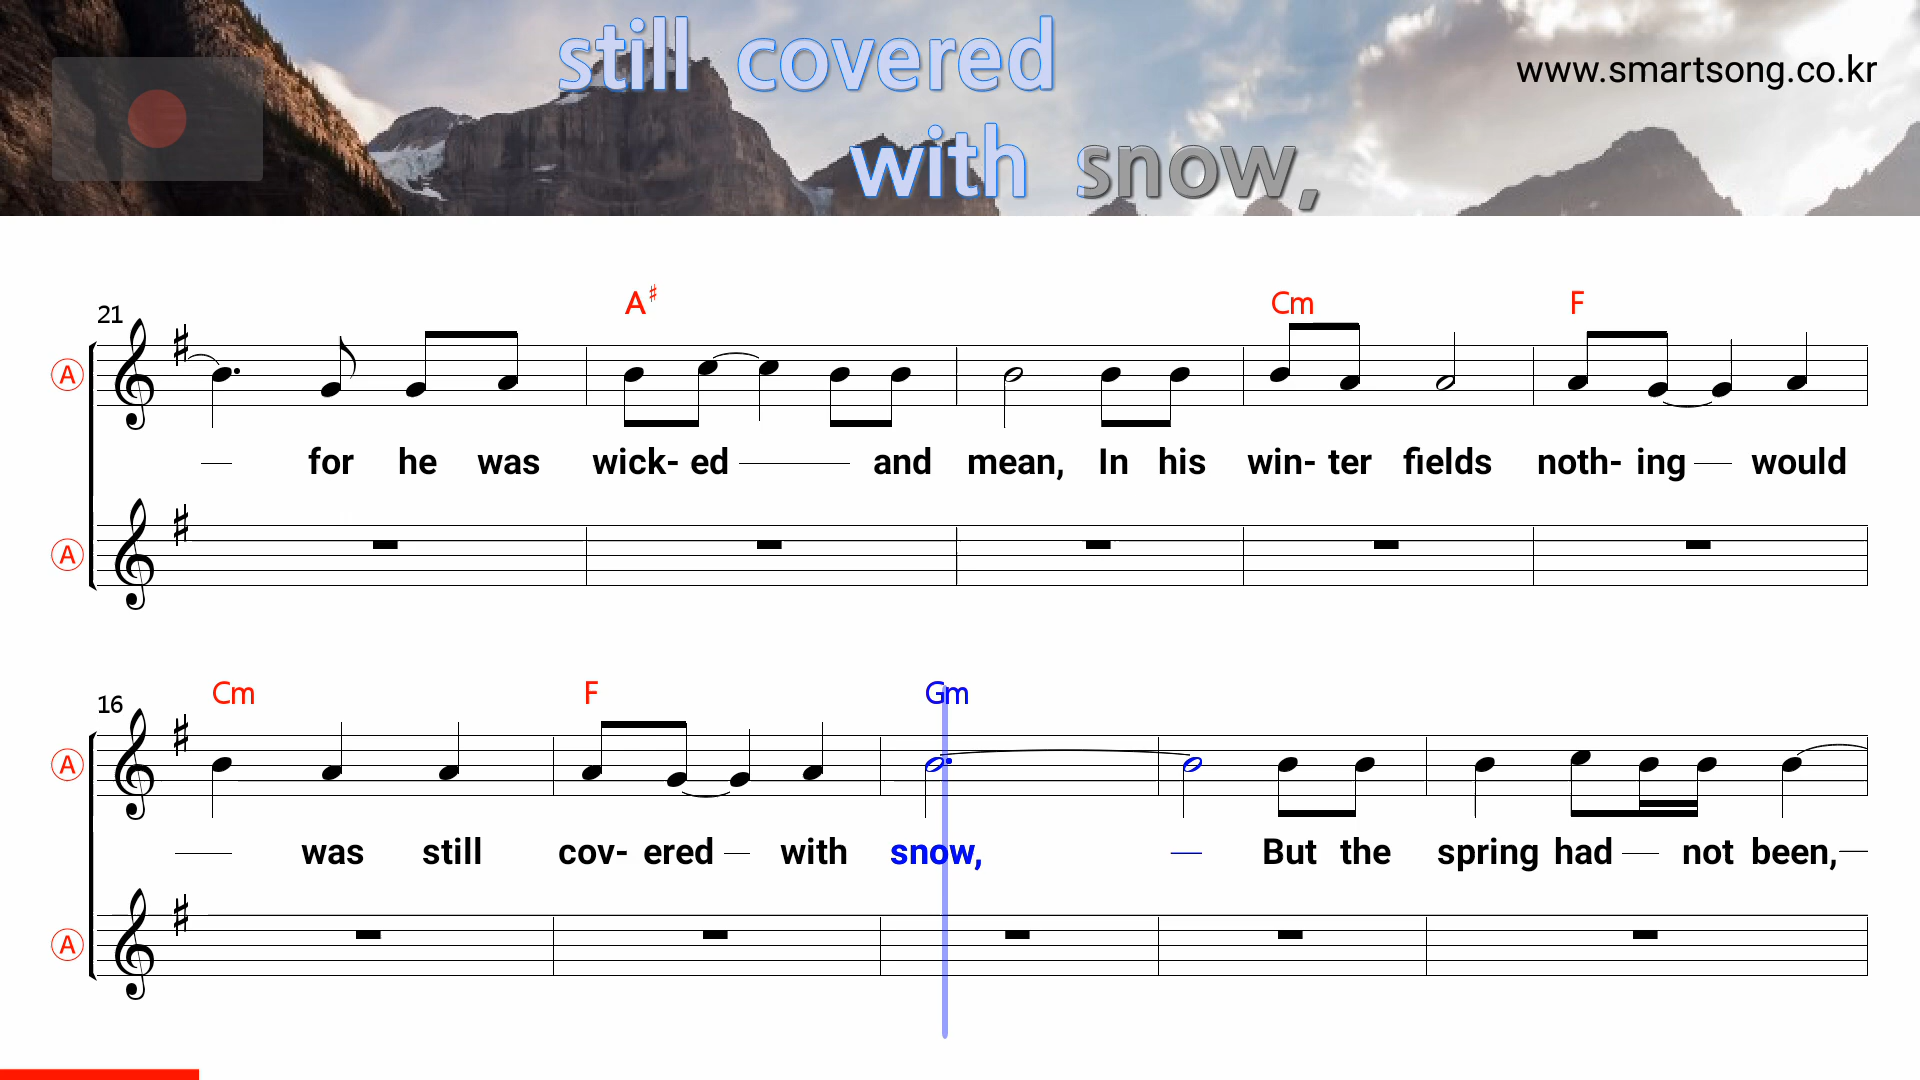 still covered
www.smartsong.co.kr
with snow,
A♯ Cm F
21
A
for he was wick- ed and mean, In his win- ter fields noth- ing would
A
Cm F Gm
16
A
was still cov- ered with snow, But the spring had not been,
A